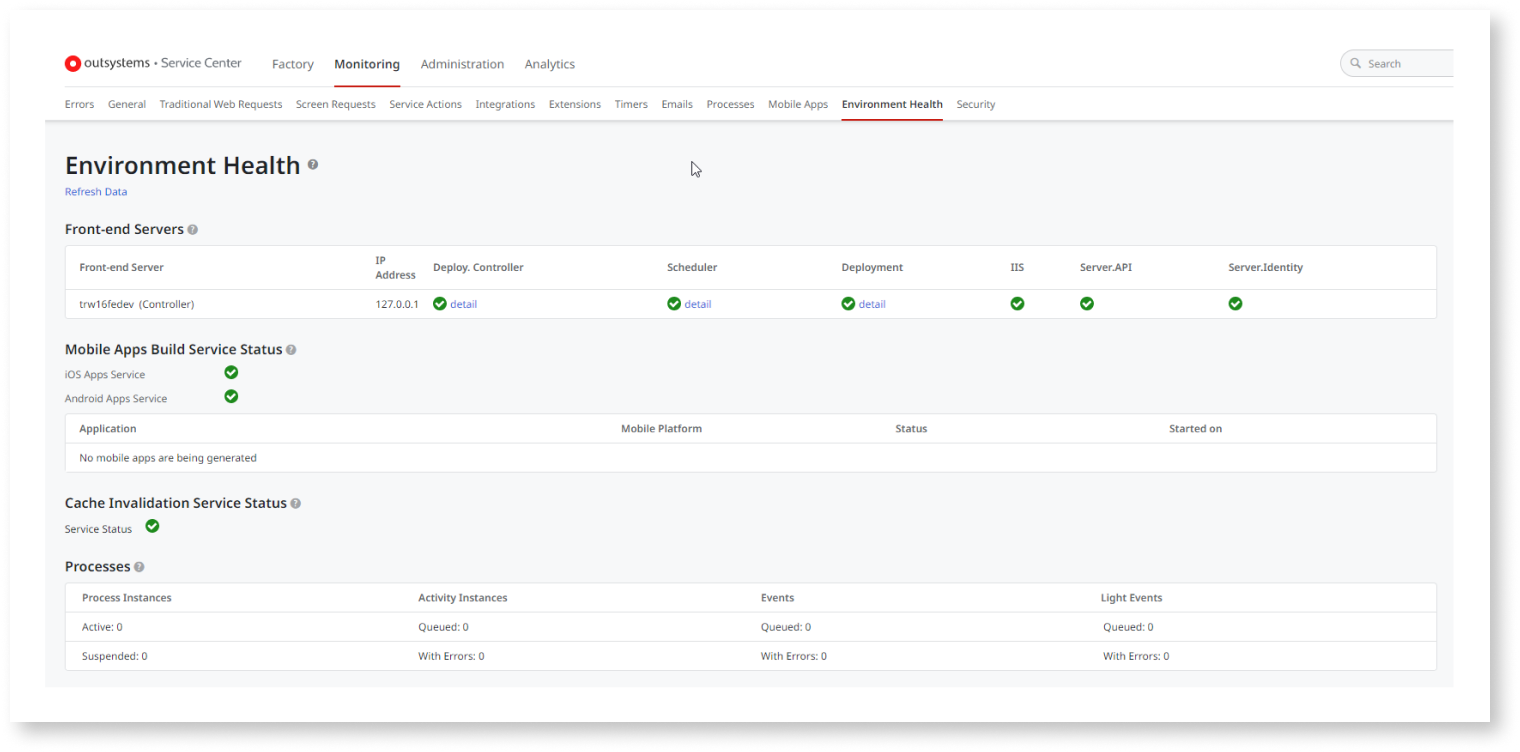 outsystems • Service Center Factory Monitoring Administration Analytics Search
Errors General Traditional Web Requests Screen Requests Service Actions Integrations Extensions Timers Emails Processes Mobile Apps Environment Health Security
Environment Health ?
Refresh Data
Front-end Servers ?
Front-end Server IP Address Deploy. Controller Scheduler Deployment IIS Server.API Server.Identity
trw16fedev (Controller) 127.0.0.1 detail detail detail
Mobile Apps Build Service Status ?
iOS Apps Service
Android Apps Service
Application Mobile Platform Status Started on
No mobile apps are being generated
Cache Invalidation Service Status ?
Service Status
Processes ?
Process Instances Activity Instances Events Light Events
Active: 0 Queued: 0 Queued: 0 Queued: 0
Suspended: 0 With Errors: 0 With Errors: 0 With Errors: 0